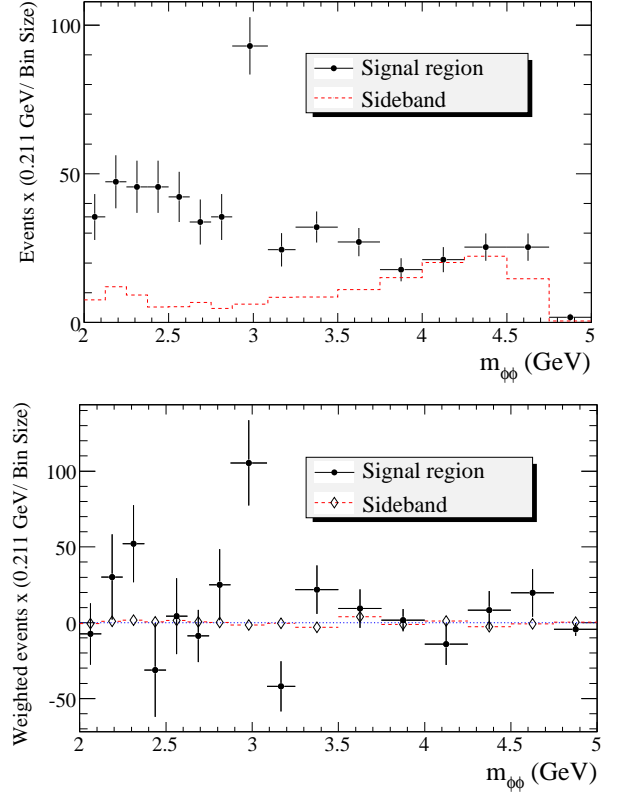 Events x (0.211 GeV/ Bin Size)
100
50
0
Signal region
Sideband
2 2.5 3 3.5 4 4.5 5
m_ϕϕ (GeV)
Weighted events x (0.211 GeV/ Bin Size)
100
50
0
-50
Signal region
Sideband
2 2.5 3 3.5 4 4.5 5
m_ϕϕ (GeV)